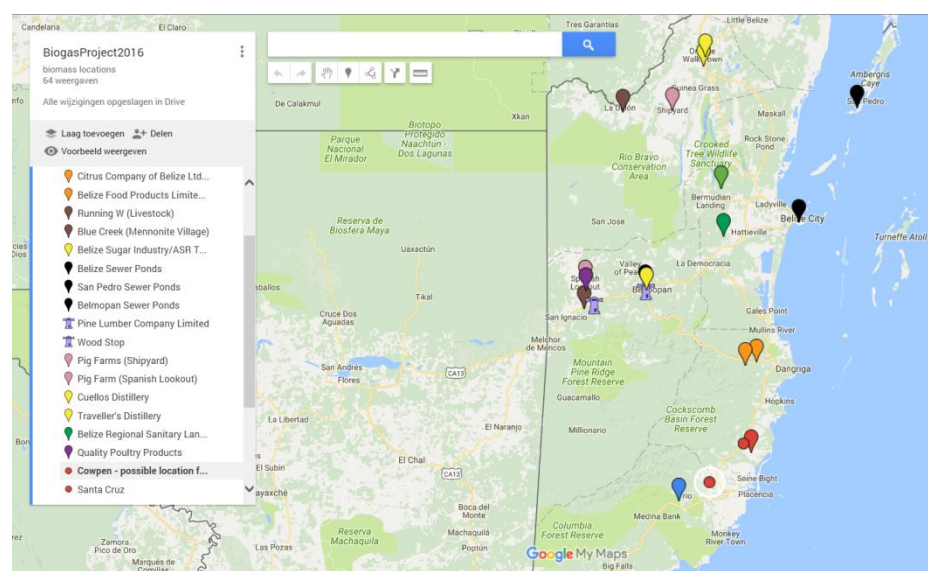 BiogasProject2016
biomass locations
64 weergaven
Alle wijzigingen opgeslagen in Drive
Laag toevoegen Delen
Voorbeeld weergeven
Citrus Company of Belize Ltd...
Belize Food Products Limite...
Running W (Livestock)
Blue Creek (Mennonite Village)
Belize Sugar Industry/ASR T...
Belize Sewer Ponds
San Pedro Sewer Ponds
Belmopan Sewer Ponds
Pine Lumber Company Limited
Wood Stop
Pig Farms (Shipyard)
Pig Farm (Spanish Lookout)
Cuellos Distillery
Traveller's Distillery
Belize Regional Sanitary Lan...
Quality Poultry Products
Cowpen - possible location f...
Santa Cruz
Candelaria
El Claro
Tres Garantias
Little Belize
Guinea Grass
Shipyard
Ambergris
Caye
San Pedro
De Calakmul
Xkan
Maskall
Biotopo
Protegido
Naachtún -
Dos Lagunas
Parque
Nacional
El Mirador
Rio Bravo
Conservation
Area
Crooked
Tree Wildlife
Sanctuary
Rock Stone
Pond
Bermudian
Landing
Ladyville
Belize City
Hattieville
San Jose
Turneffe Atoll
Reserva de
Biosfera Maya
Uaxactún
Tikal
Valley
of Peace
La Democracia
Belmopan
Cruce Dos
Aguadas
San Ignacio
Gales Point
Melchor
de Mencos
Mullins River
San Andrés
Flores
CA13
Mountain
Pine Ridge
Forest Reserve
Dangriga
Guacamallo
Hopkins
La Libertad
El Naranjo
Millionario
Cockscomb
Basin Forest
Reserve
El Chal
El Subin
CA13
Seine Bight
Placencia
Boca del
Monte
Medina Bank
Reserva
Machaquila
Machaquilá
Poptún
Columbia
Forest Reserve
Monkey
River Town
Zamora
Pico de Oro
Las Pozas
Marqués de
Comillas
Big Falls
Google My Maps